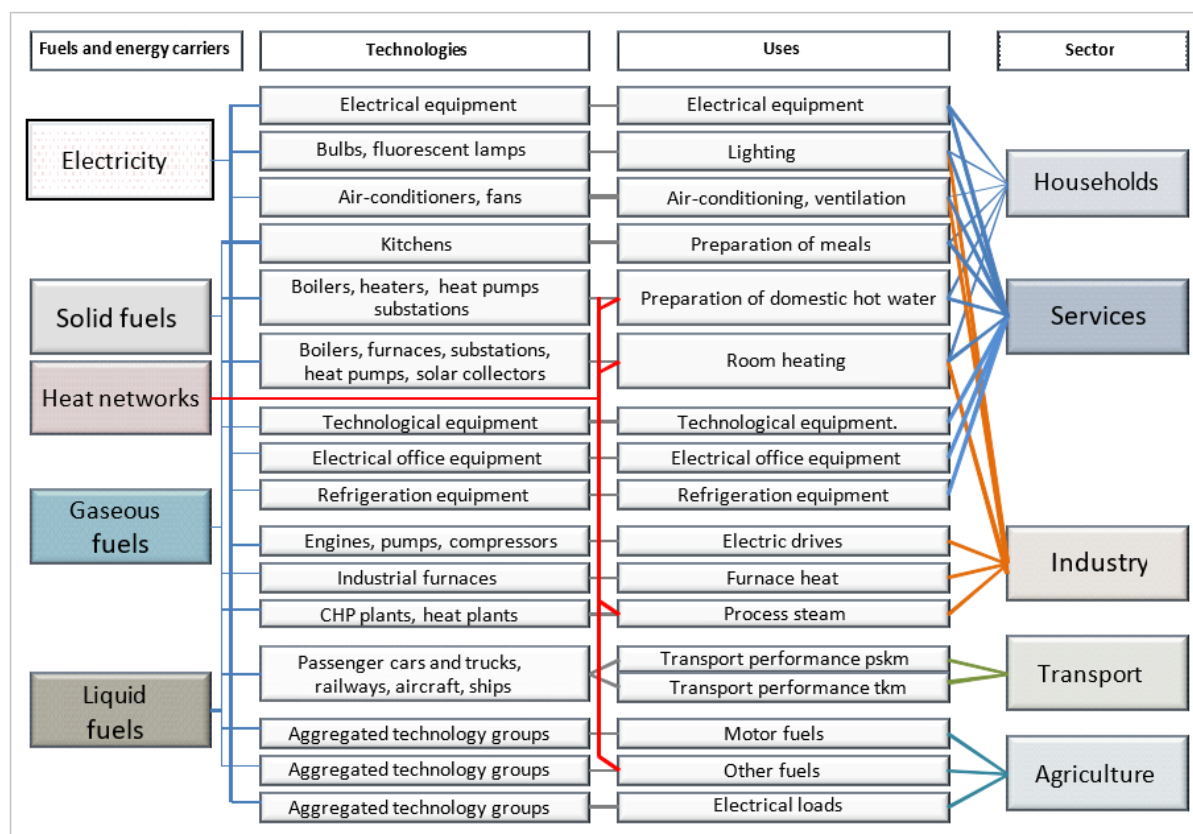 Fuels and energy carriers
Technologies
Uses
Sector
Electrical equipment
Electrical equipment
Electricity
Bulbs, fluorescent lamps
Lighting
Households
Air-conditioners, fans
Air-conditioning, ventilation
Kitchens
Preparation of meals
Solid fuels
Boilers, heaters, heat pumps
substations
Preparation of domestic hot water
Services
Boilers, furnaces, substations,
heat pumps, solar collectors
Room heating
Heat networks
Technological equipment
Technological equipment.
Electrical office equipment
Electrical office equipment
Refrigeration equipment
Refrigeration equipment
Gaseous
fuels
Engines, pumps, compressors
Electric drives
Industry
Industrial furnaces
Furnace heat
CHP plants, heat plants
Process steam
Passenger cars and trucks,
railways, aircraft, ships
Transport performance pskm
Transport performance tkm
Transport
Liquid
fuels
Aggregated technology groups
Motor fuels
Aggregated technology groups
Other fuels
Agriculture
Aggregated technology groups
Electrical loads